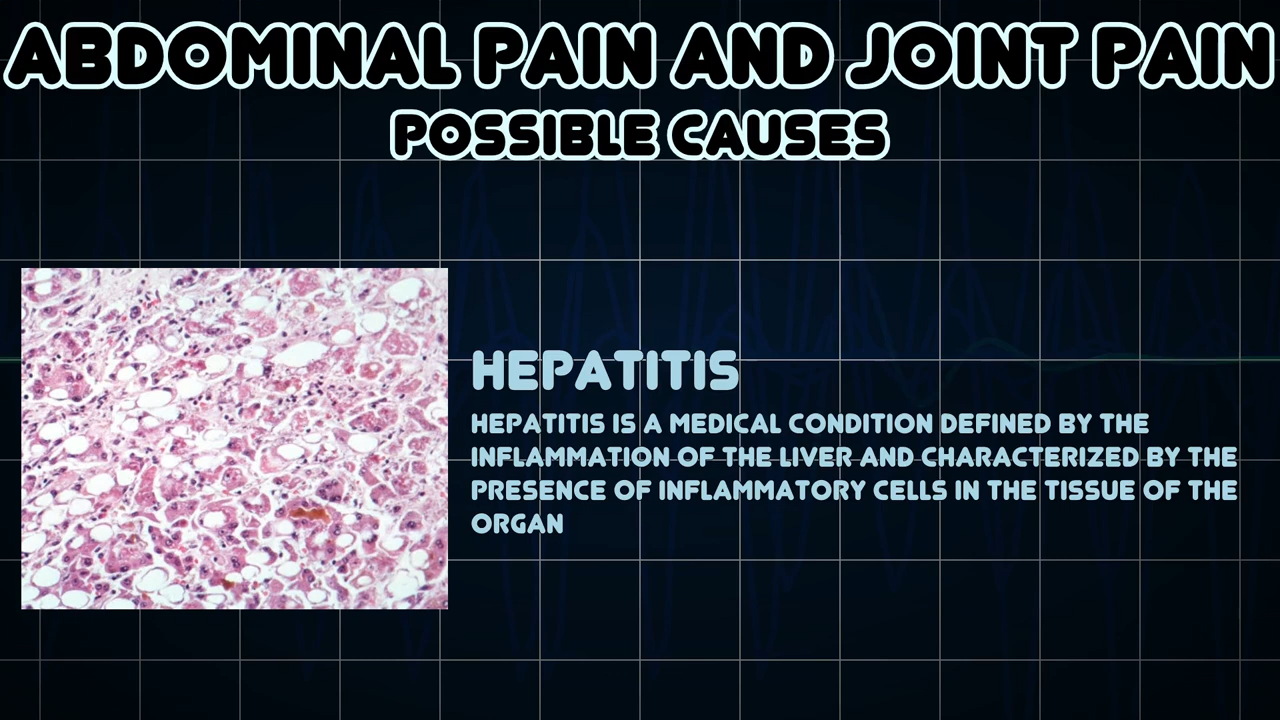 ABDOMINAL PAIN AND JOINT PAIN
POSSIBLE CAUSES
HEPATITIS
HEPATITIS IS A MEDICAL CONDITION DEFINED BY THE
INFLAMMATION OF THE LIVER AND CHARACTERIZED BY THE
PRESENCE OF INFLAMMATORY CELLS IN THE TISSUE OF THE
ORGAN